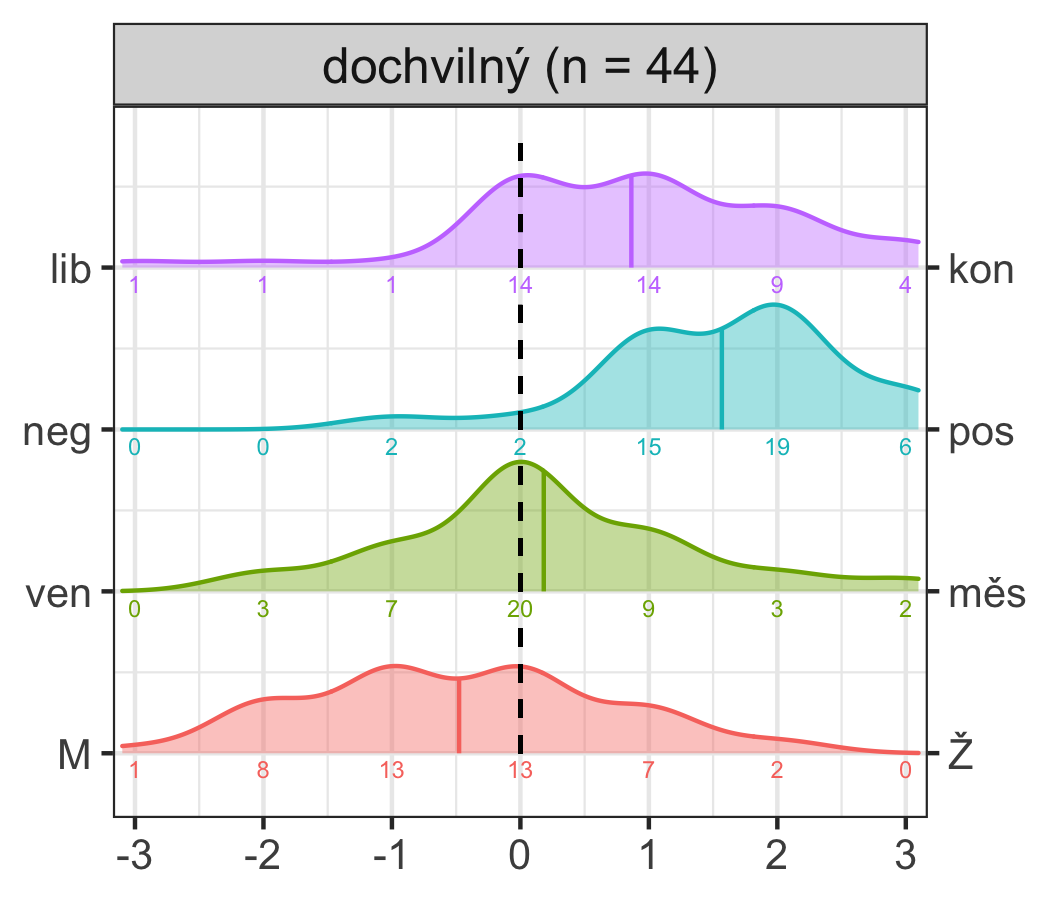 dochvilný (n = 44)
lib kon
1 1 1 14 14 9 4
neg pos
0 0 2 2 15 19 6
ven měs
0 3 7 20 9 3 2
M Ž
1 8 13 13 7 2 0
-3 -2 -1 0 1 2 3